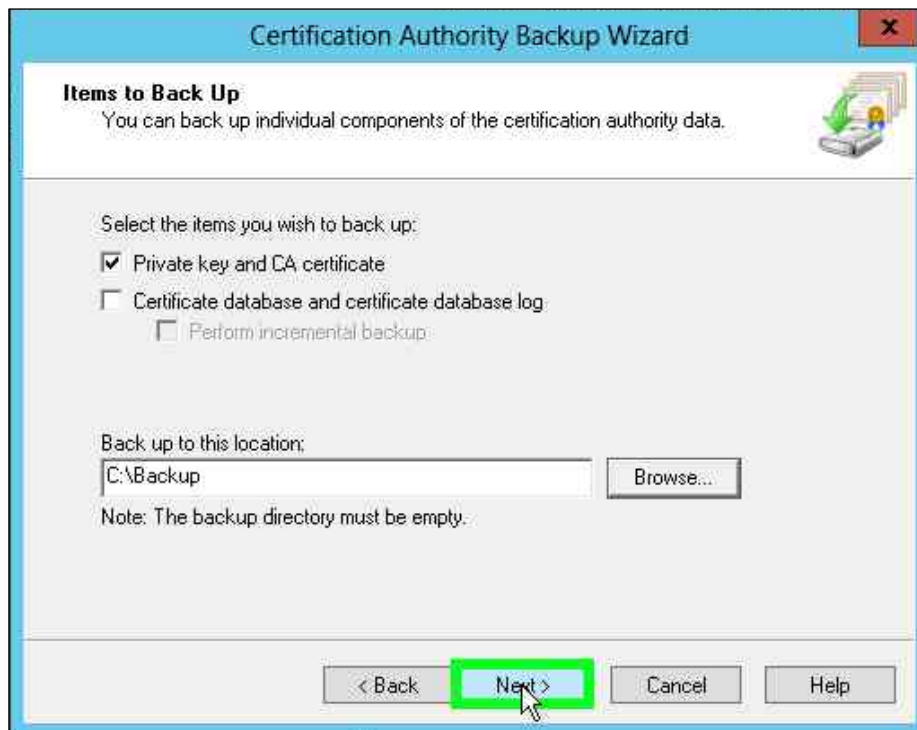 Certification Authority Backup Wizard
x
Items to Back Up
You can back up individual components of the certification authority data.
Select the items you wish to back up:
Private key and CA certificate
Certificate database and certificate database log
Perform incremental backup
Back up to this location:
C:\Backup
Browse...
Note: The backup directory must be empty.
< Back Next > Cancel Help